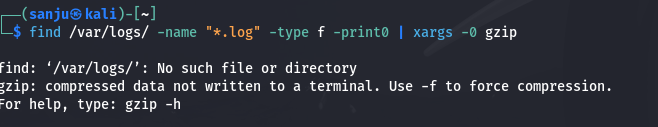 ┌──(sanju㉿kali)-[~]
└─$ find /var/logs/ -name "*.log" -type f -print0 | xargs -0 gzip
find: ‘/var/logs/’: No such file or directory
gzip: compressed data not written to a terminal. Use -f to force compression.
For help, type: gzip -h